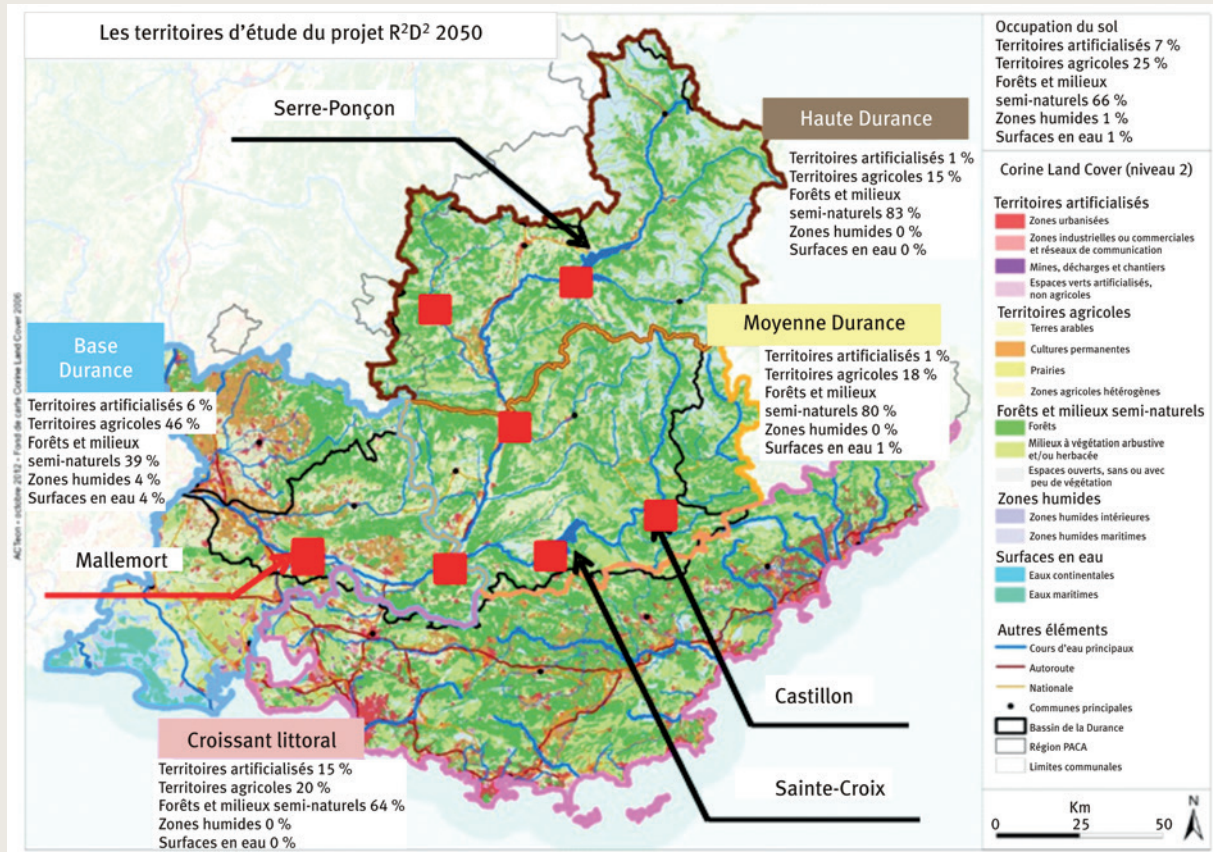 Les territoires d'étude du projet R²D² 2050
Serre-Ponçon
Haute Durance
Territoires artificialisés 1 %
Territoires agricoles 15 %
Forêts et milieux
semi-naturels 83 %
Zones humides 0 %
Surfaces en eau 0 %
Moyenne Durance
Territoires artificialisés 1 %
Territoires agricoles 18 %
Forêts et milieux
semi-naturels 80 %
Zones humides 0 %
Surfaces en eau 1 %
Base
Durance
Territoires artificialisés 6 %
Territoires agricoles 46 %
Forêts et milieux
semi-naturels 39 %
Zones humides 4 %
Surfaces en eau 4 %
Mallemort
Castillon
Sainte-Croix
Croissant littoral
Territoires artificialisés 15 %
Territoires agricoles 20 %
Forêts et milieux semi-naturels 64 %
Zones humides 0 %
Surfaces en eau 0 %
ACTeon - octobre 2012 - Fond de carte Corine Land Cover 2006
Occupation du sol
Territoires artificialisés 7 %
Territoires agricoles 25 %
Forêts et milieux
semi-naturels 66 %
Zones humides 1 %
Surfaces en eau 1 %
Corine Land Cover (niveau 2)
Territoires artificialisés
Zones urbanisées
Zones industrielles ou commerciales
et réseaux de communication
Mines, décharges et chantiers
Espaces verts artificialisés,
non agricoles
Territoires agricoles
Terres arables
Cultures permanentes
Prairies
Zones agricoles hétérogènes
Forêts et milieux semi-naturels
Forêts
Milieux à végétation arbustive
et/ou herbacée
Espaces ouverts, sans ou avec
peu de végétation
Zones humides
Zones humides intérieures
Zones humides maritimes
Surfaces en eau
Eaux continentales
Eaux maritimes
Autres éléments
Cours d'eau principaux
Autoroute
Nationale
Communes principales
Bassin de la Durance
Région PACA
Limites communales
Km
0 25 50
N